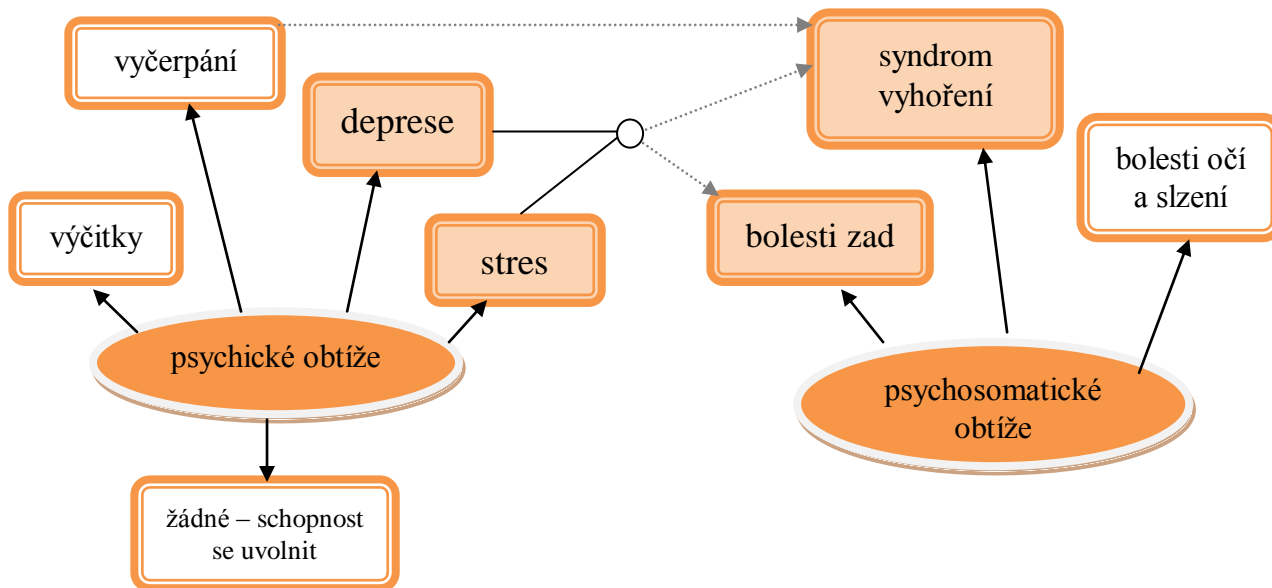 vyčerpání
deprese
syndrom
vyhoření
bolesti očí
a slzení
výčitky
stres
bolesti zad
psychické obtíže
psychosomatické
obtíže
žádné – schopnost
se uvolnit